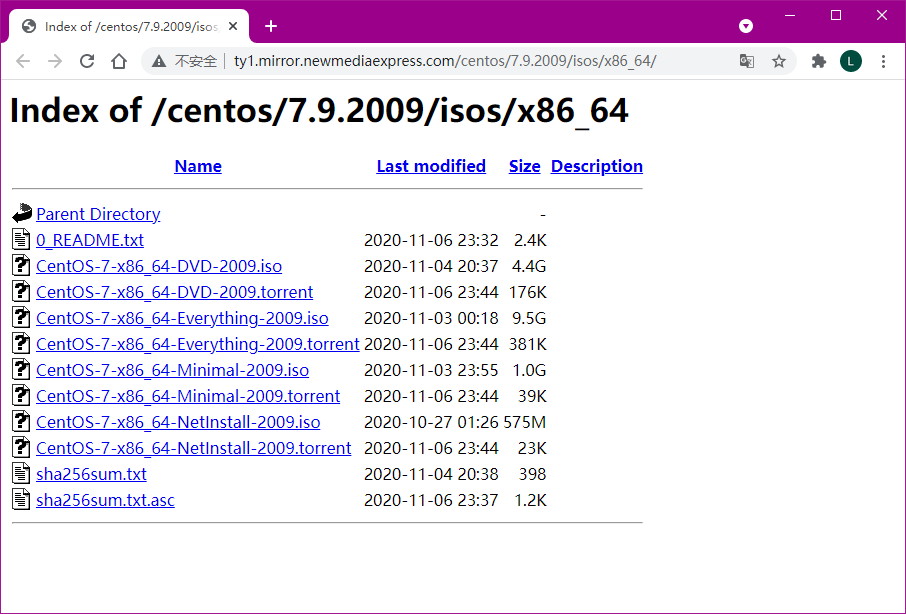 Index of /centos/7.9.2009/isos
不安全 ty1.mirror.newmediaexpress.com/centos/7.9.2009/isos/x86_64/ L
Index of /centos/7.9.2009/isos/x86_64
Name Last modified Size Description
Parent Directory -
0_README.txt 2020-11-06 23:32 2.4K
CentOS-7-x86_64-DVD-2009.iso 2020-11-04 20:37 4.4G
CentOS-7-x86_64-DVD-2009.torrent 2020-11-06 23:44 176K
CentOS-7-x86_64-Everything-2009.iso 2020-11-03 00:18 9.5G
CentOS-7-x86_64-Everything-2009.torrent 2020-11-06 23:44 381K
CentOS-7-x86_64-Minimal-2009.iso 2020-11-03 23:55 1.0G
CentOS-7-x86_64-Minimal-2009.torrent 2020-11-06 23:44 39K
CentOS-7-x86_64-NetInstall-2009.iso 2020-10-27 01:26 575M
CentOS-7-x86_64-NetInstall-2009.torrent 2020-11-06 23:44 23K
sha256sum.txt 2020-11-04 20:38 398
sha256sum.txt.asc 2020-11-06 23:37 1.2K